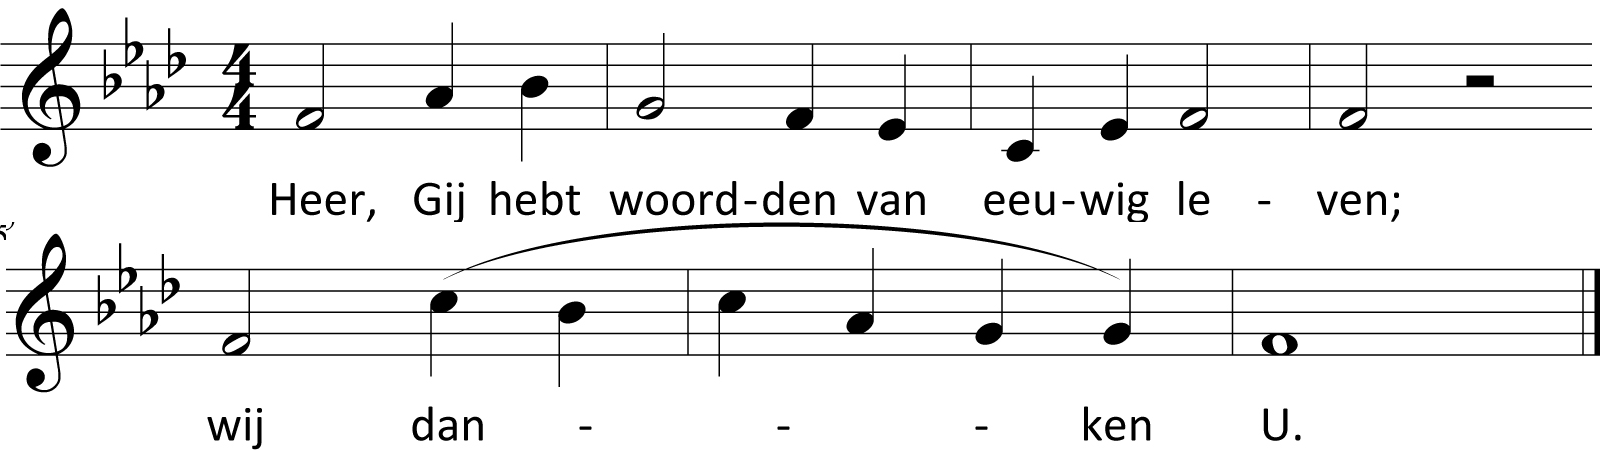 Heer, Gij hebt woord-den van eeu-wig le - ven;
wij dan - - - ken U.